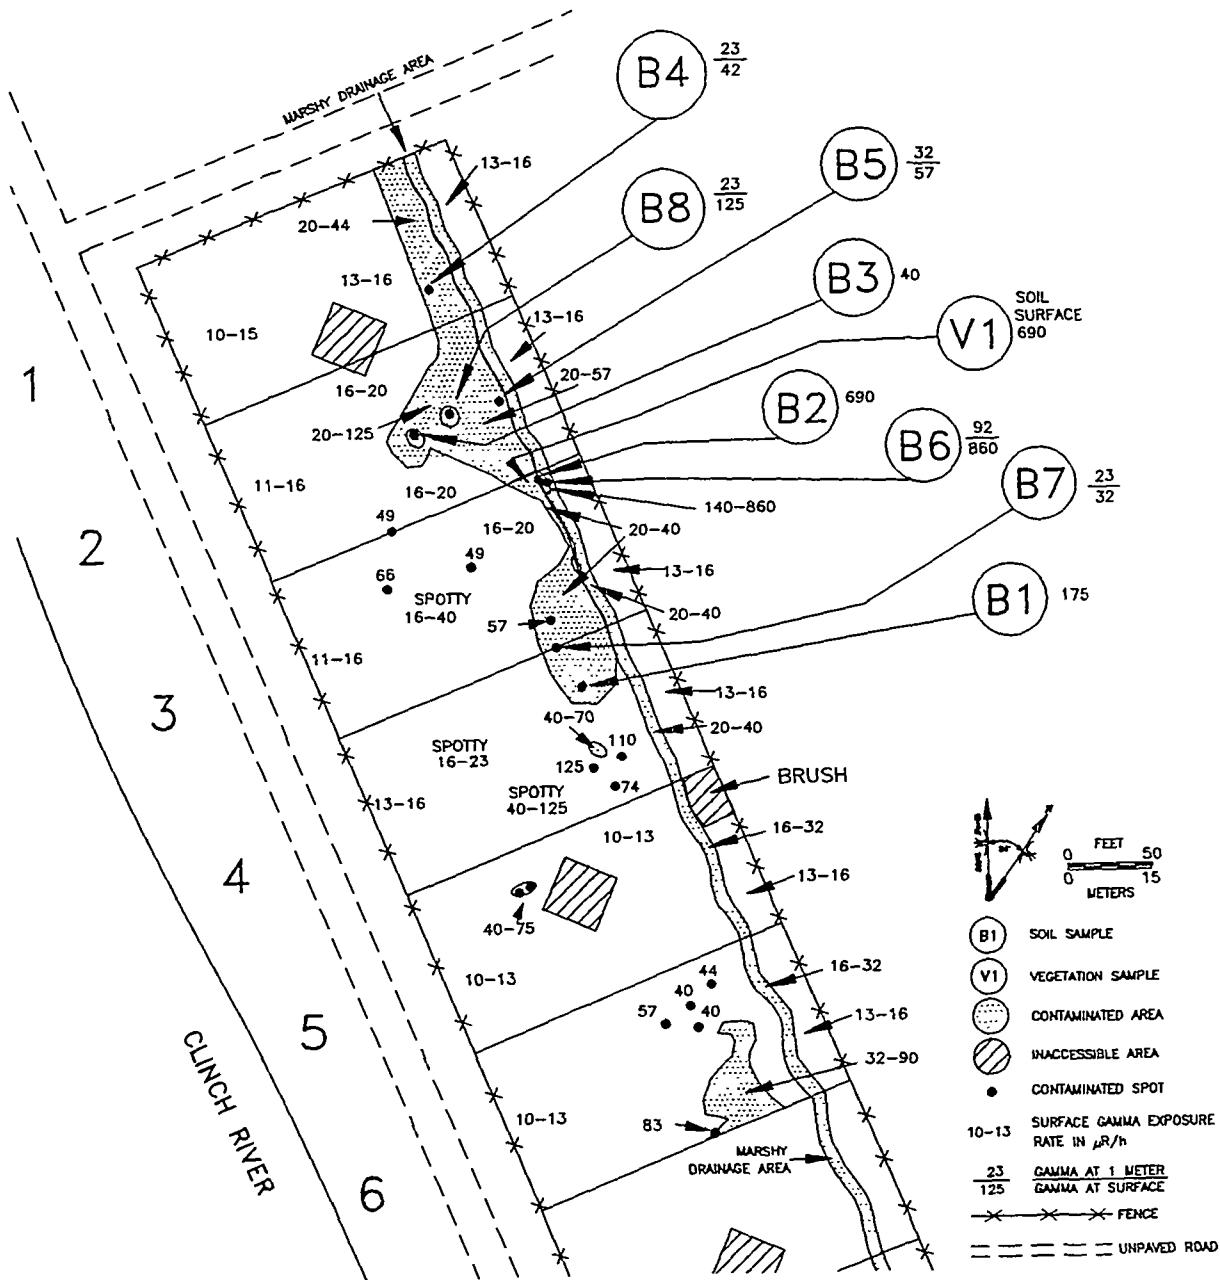 MARSHY DRAINAGE AREA
B4
23
42
B5
32
57
B8
23
125
B3
40
V1
SOIL
SURFACE
690
B2
690
B6
92
860
B7
23
32
B1
175
13-16
20-44
13-16
10-15
13-16
16-20
20-57
20-125
11-16
16-20
140-860
49
16-20
20-40
49
13-16
66
SPOTTY
16-40
20-40
57
11-16
13-16
40-70
20-40
SPOTTY
16-23
110
125
BRUSH
SPOTTY
40-125
74
13-16
16-32
10-13
13-16
40-75
10-13
16-32
44
40
57
40
13-16
32-90
10-13
83
MARSHY
DRAINAGE AREA
1
2
3
4
5
6
CLINCH RIVER
N
0 FEET 50
0 METERS 15
B1 SOIL SAMPLE
V1 VEGETATION SAMPLE
CONTAMINATED AREA
INACCESSIBLE AREA
CONTAMINATED SPOT
10-13 SURFACE GAMMA EXPOSURE
RATE IN μR/h
23 GAMMA AT 1 METER
125 GAMMA AT SURFACE
FENCE
UNPAVED ROAD